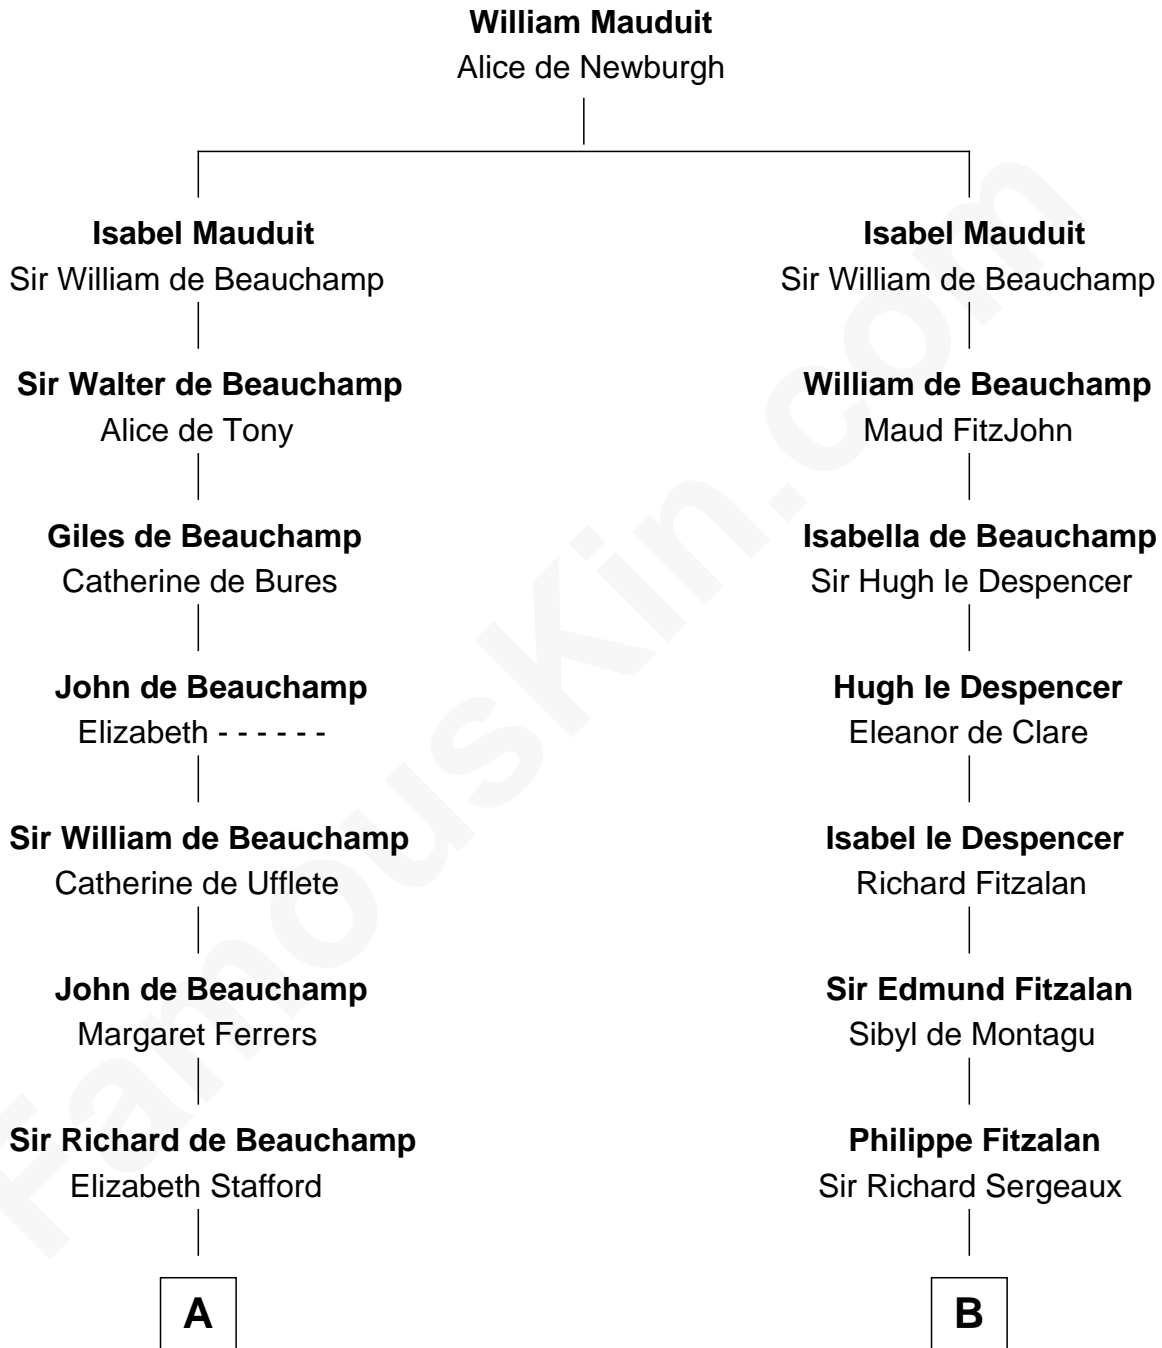 William Mauduit
Alice de Newburgh
Isabel Mauduit
Sir William de Beauchamp
Isabel Mauduit
Sir William de Beauchamp
Sir Walter de Beauchamp
Alice de Tony
William de Beauchamp
Maud FitzJohn
Giles de Beauchamp
Catherine de Bures
Isabella de Beauchamp
Sir Hugh le Despencer
John de Beauchamp
Elizabeth - - - - - -
Hugh le Despencer
Eleanor de Clare
Sir William de Beauchamp
Catherine de Ufflete
Isabel le Despencer
Richard Fitzalan
John de Beauchamp
Margaret Ferrers
Sir Edmund Fitzalan
Sibyl de Montagu
Sir Richard de Beauchamp
Elizabeth Stafford
Philippe Fitzalan
Sir Richard Sergeaux
A
B
FamousKin.com